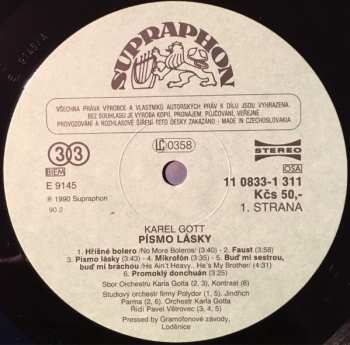 SUPRAPHON
VŠECHNA PRÁVA VÝROBCE A VLASTNÍKŮ AUTORSKÝCH PRÁV K DÍLU JSOU VYHRAZENA.
BEZ SOUHLASU JE VÝROBA KOPIÍ, PRONÁJEM, PŮJČOVÁNÍ, VEŘEJNÉ
PROVOZOVÁNÍ A ROZHLASOVÉ ŠÍŘENÍ TÉTO DESKY ZAKÁZÁNO - MADE IN CZECHOSLOVAKIA
33
LC 0358
STEREO
BIEM
OSA
E 9145
11 0833-1 311
℗ 1990 Supraphon
Kčs 50,-
90 2
1. STRANA
KAREL GOTT
PÍSMO LÁSKY
1. Hříšné bolero /No More Boleros/ (3:40) - 2. Faust (3:58)
3. Písmo lásky (3:43) - 4. Mikrofón (3:35) - 5. Buď mi sestrou,
buď mi bráchou /He Ain't Heavy... He's My Brother/ (4:31)
6. Promoklý donchuán (3:25)
Sbor Orchestru Karla Gotta (2, 3), Kontrast (6)
Studiový orchestr firmy Polydor (1), Jindřich
Parma (2, 6), Orchestr Karla Gotta
Řídí Pavel Větrovec (3, 4, 5)
Pressed by Gramofonové závody,
Loděnice